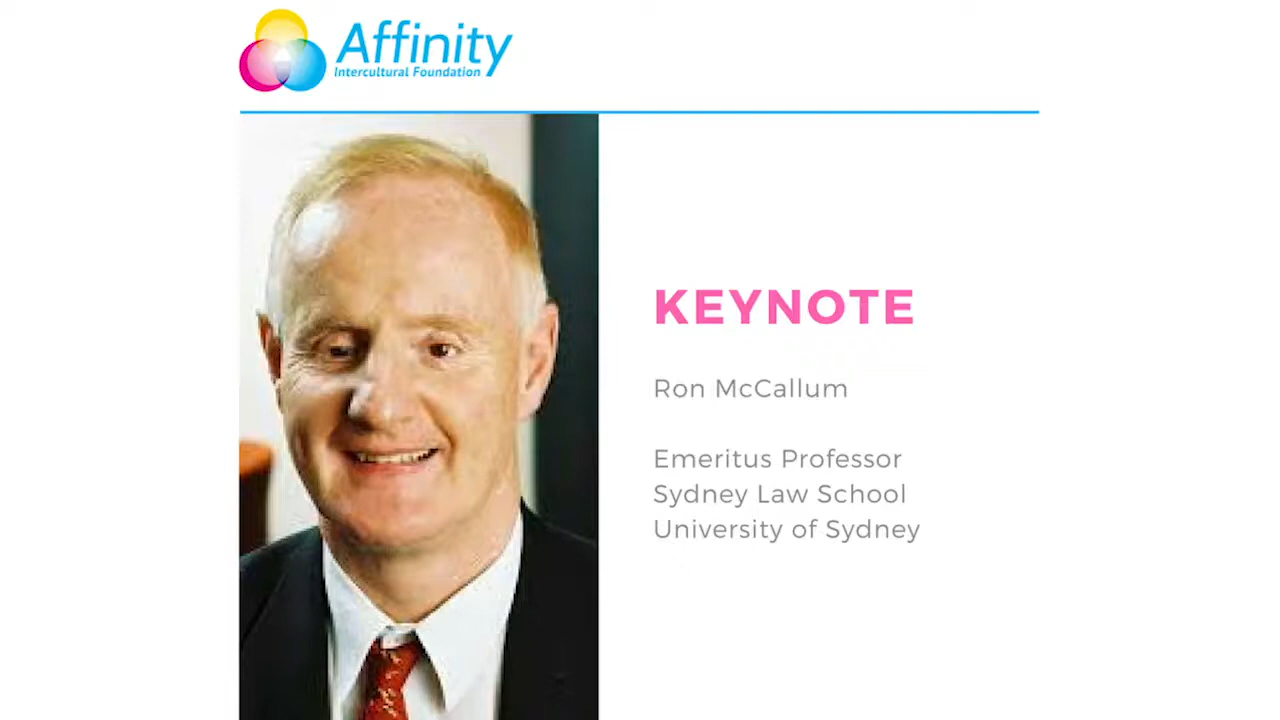 Affinity
Intercultural Foundation
KEYNOTE
Ron McCallum
Emeritus Professor
Sydney Law School
University of Sydney